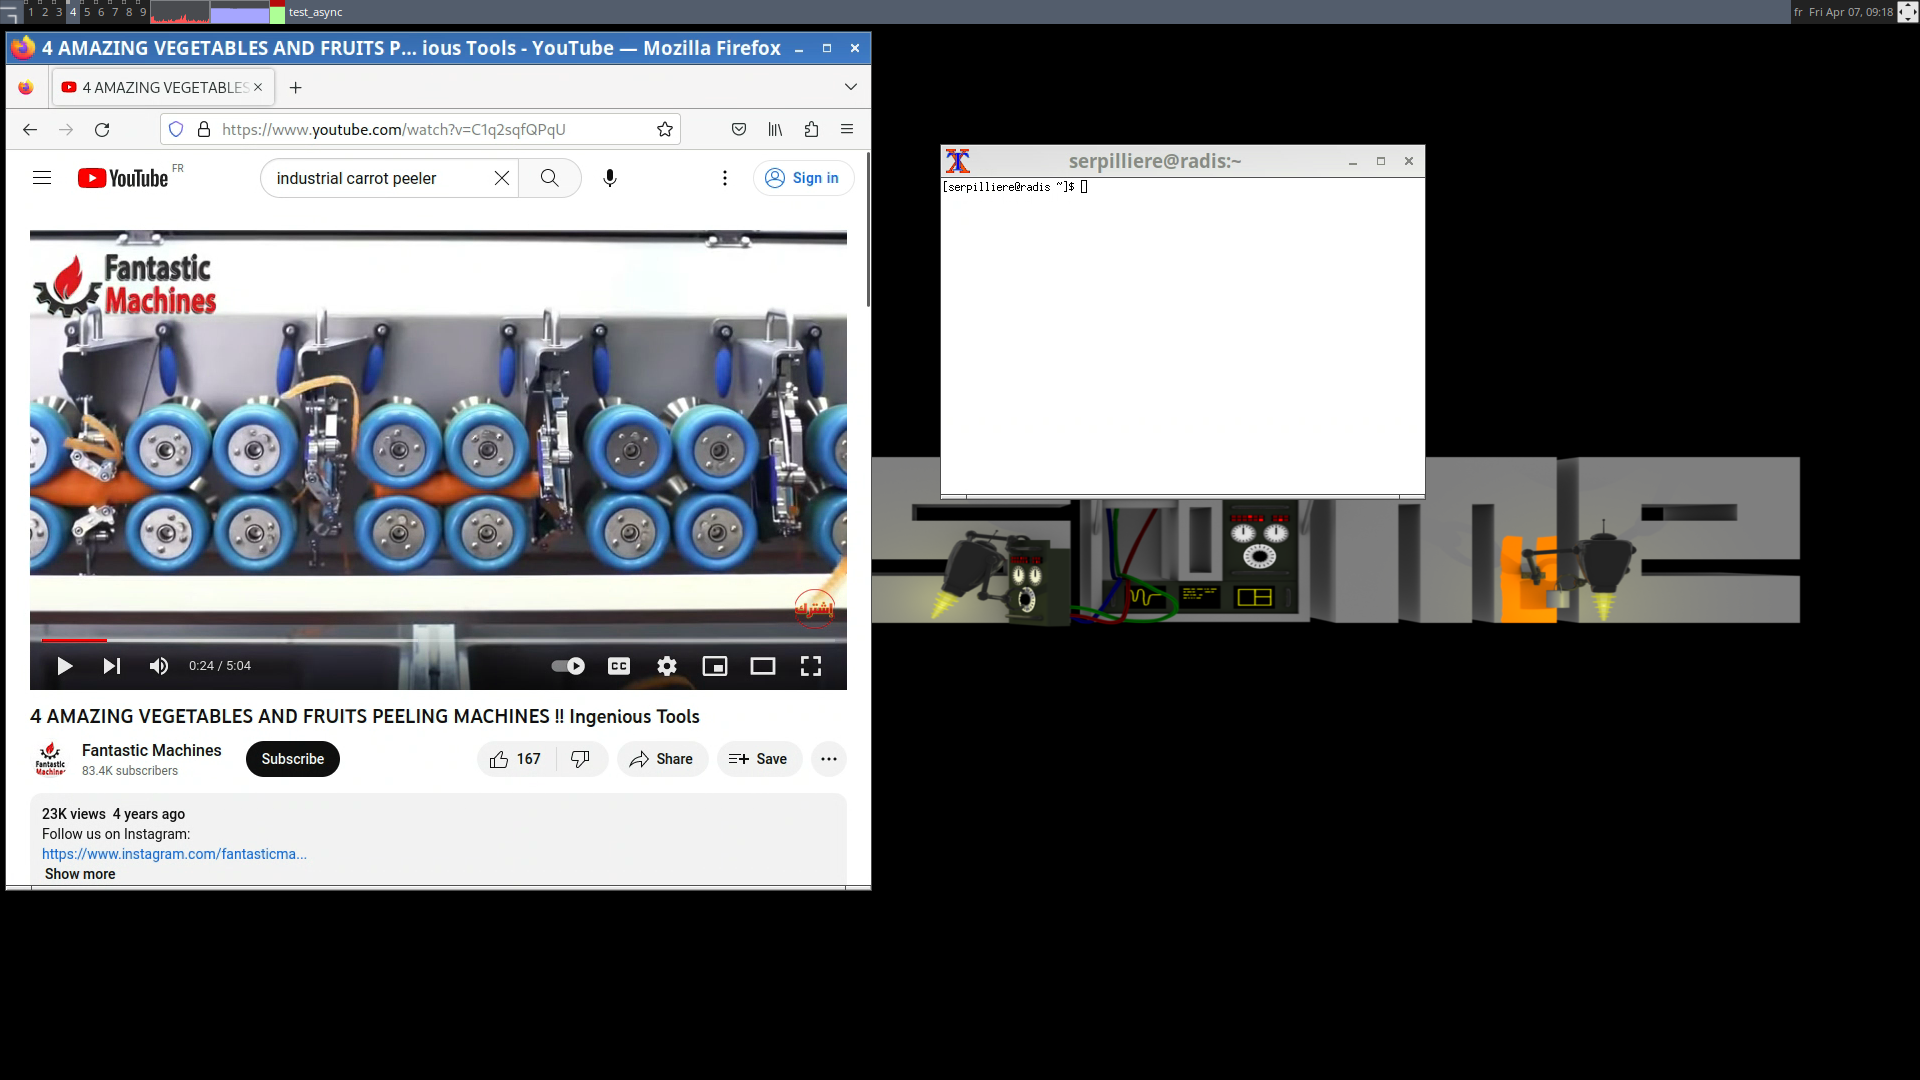 1 2 3 4 5 6 7 8 9 test_async fr Fri Apr 07, 09:18
4 AMAZING VEGETABLES AND FRUITS P... ious Tools - YouTube — Mozilla Firefox
4 AMAZING VEGETABLES
https://www.youtube.com/watch?v=C1q2sqfQPqU
YouTube FR
industrial carrot peeler
Sign in
Fantastic
Machines
إشترك
0:24 / 5:04
CC
4 AMAZING VEGETABLES AND FRUITS PEELING MACHINES !! Ingenious Tools
Fantastic Machines
83.4K subscribers
Subscribe
167
Share
Save
23K views 4 years ago
Follow us on Instagram:
https://www.instagram.com/fantasticma...
Show more
serpilliere@radis:~
[serpilliere@radis ~]$